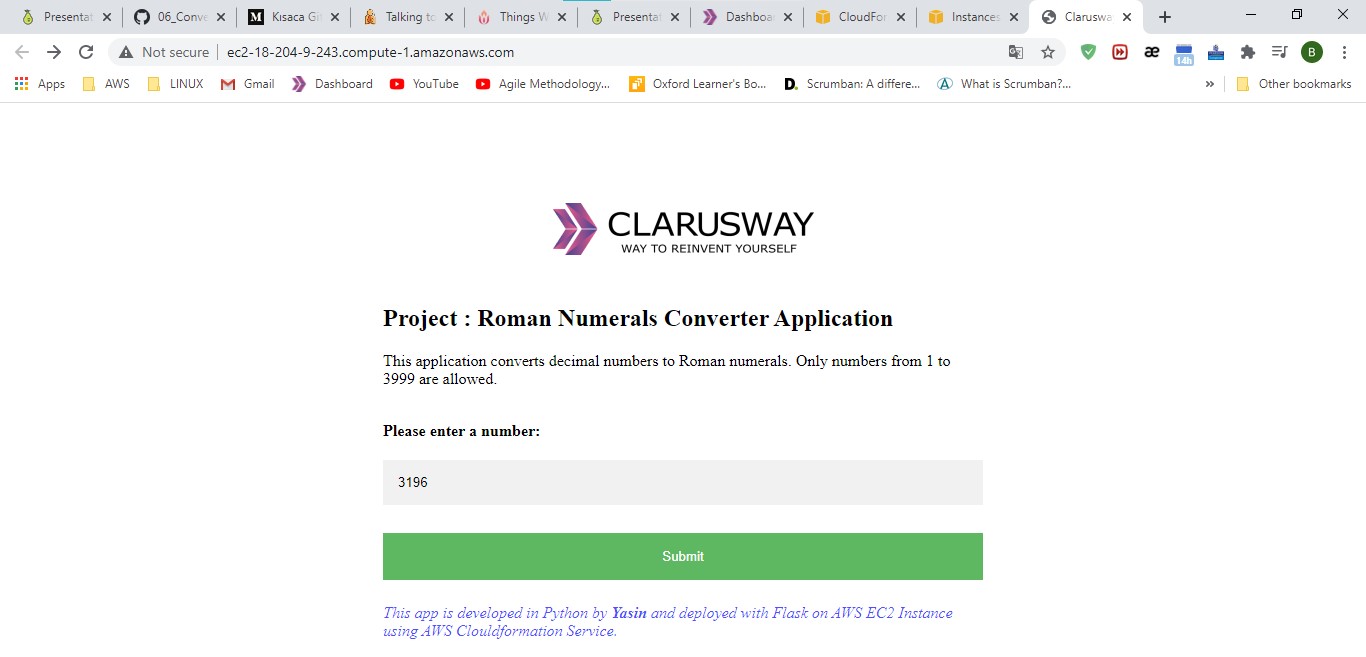 Presentat 06_Conve Kısaca Gi Talking to Things W Presentat Dashboa CloudFor Instances Clarusway
Not secure ec2-18-204-9-243.compute-1.amazonaws.com æ 14h B
Apps AWS LINUX Gmail Dashboard YouTube Agile Methodology... Oxford Learner's Bo... D. Scrumban: A differe... What is Scrumban?... » Other bookmarks
CLARUSWAY
WAY TO REINVENT YOURSELF
Project : Roman Numerals Converter Application
This application converts decimal numbers to Roman numerals. Only numbers from 1 to
3999 are allowed.
Please enter a number:
3196
Submit
This app is developed in Python by Yasin and deployed with Flask on AWS EC2 Instance
using AWS Clouldformation Service.